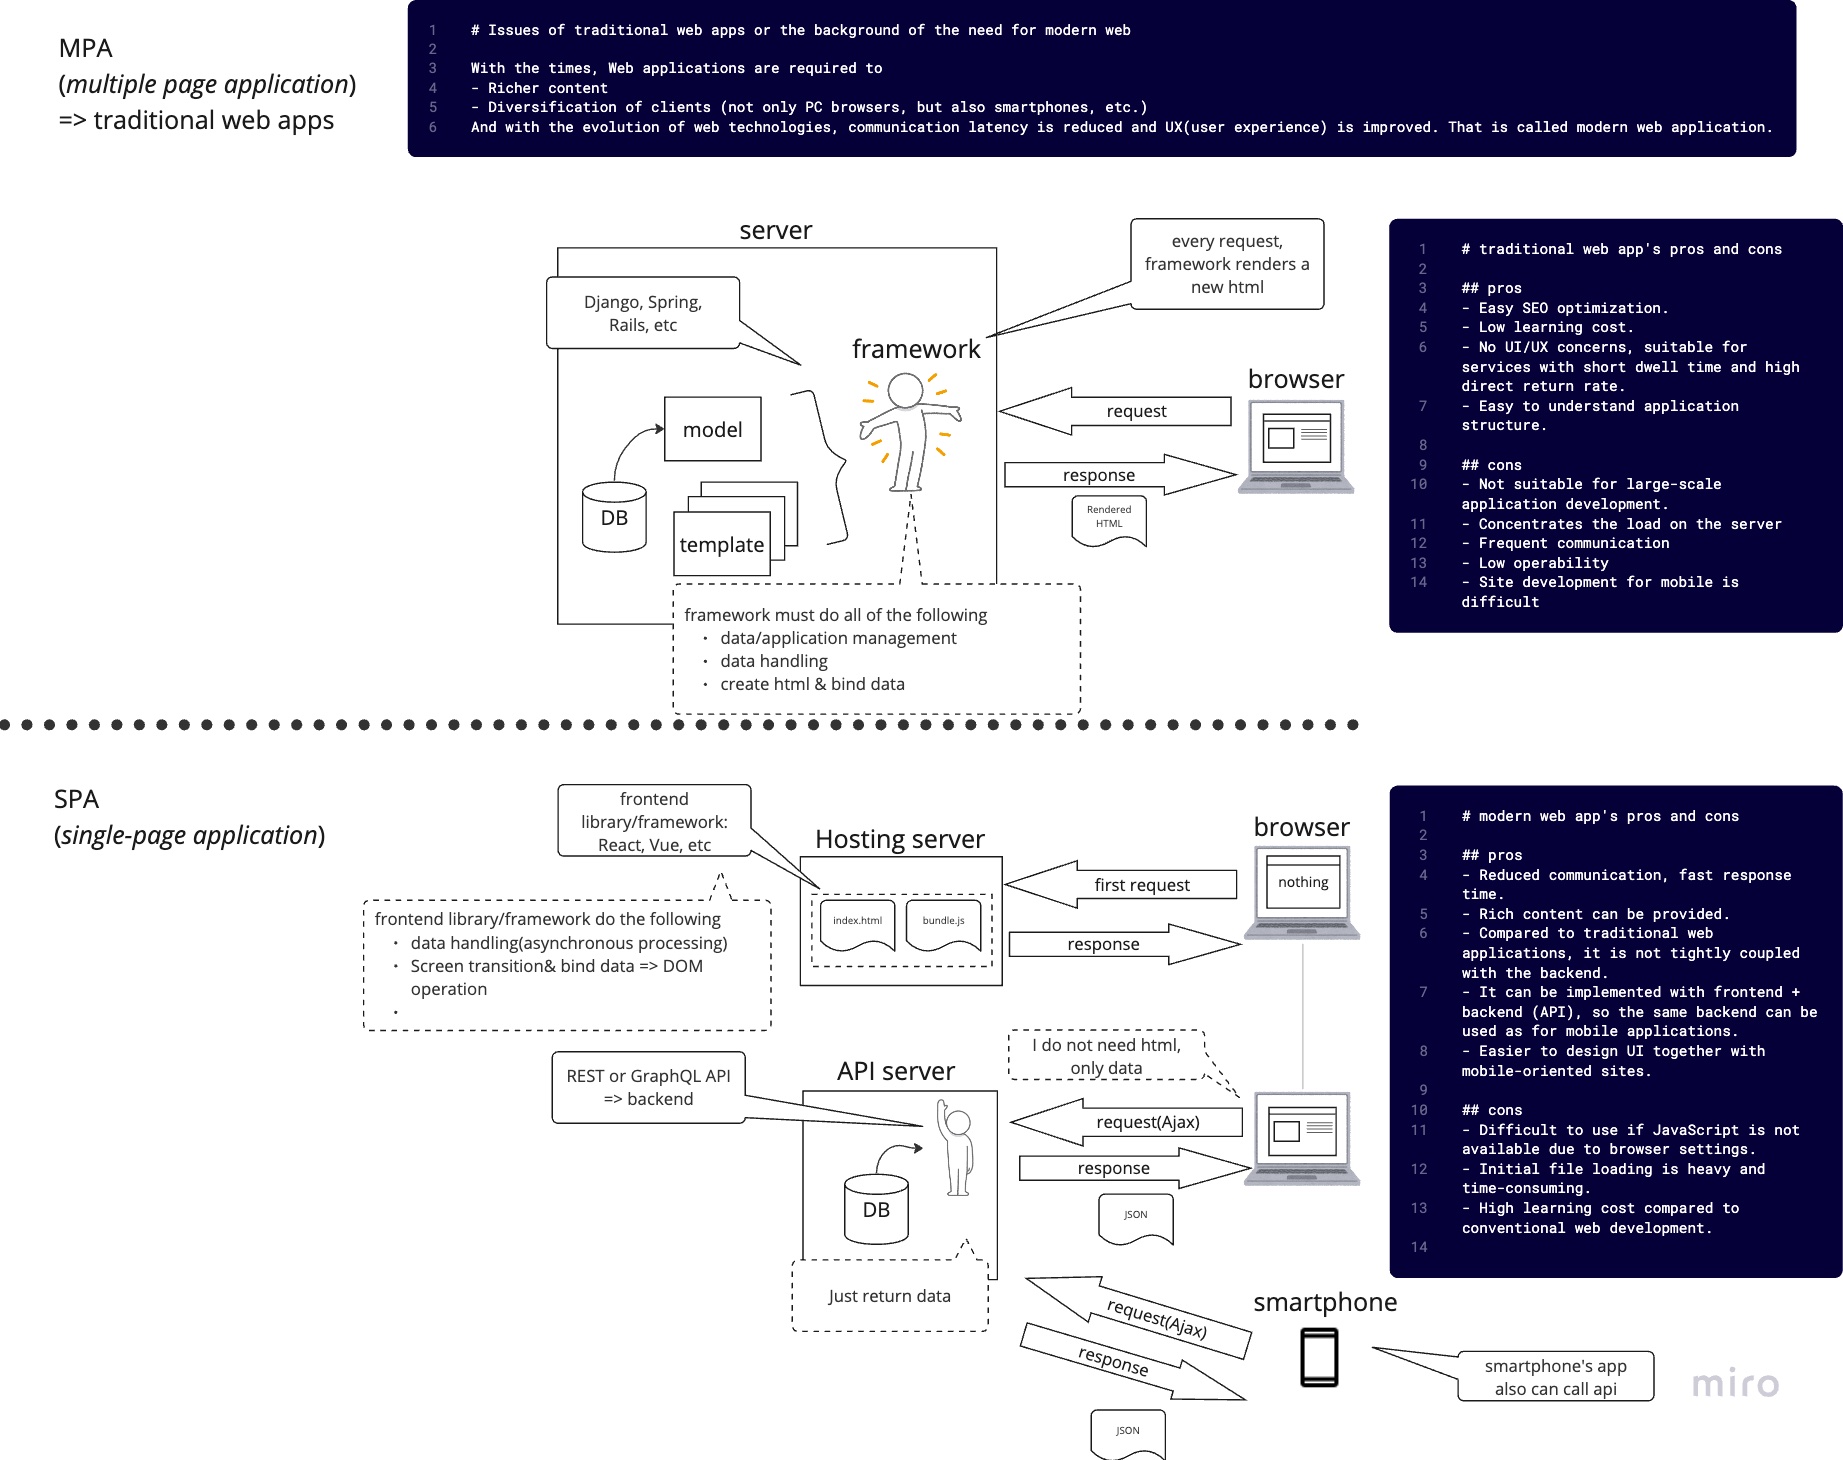 MPA
(multiple page application)
=> traditional web apps
1 # Issues of traditional web apps or the background of the need for modern web
2
3 With the times, Web applications are required to
4 - Richer content
5 - Diversification of clients (not only PC browsers, but also smartphones, etc.)
6 And with the evolution of web technologies, communication latency is reduced and UX(user experience) is improved. That is called modern web application.
server
Django, Spring,
Rails, etc
every request,
framework renders a
new html
framework
model
DB
template
browser
request
response
Rendered
HTML
framework must do all of the following
· data/application management
· data handling
· create html & bind data
1 # traditional web app's pros and cons
2
3 ## pros
4 - Easy SEO optimization.
5 - Low learning cost.
6 - No UI/UX concerns, suitable for
services with short dwell time and high
direct return rate.
7 - Easy to understand application
structure.
8
9 ## cons
10 - Not suitable for large-scale
application development.
11 - Concentrates the load on the server
12 - Frequent communication
13 - Low operability
14 - Site development for mobile is
difficult
SPA
(single-page application)
frontend
library/framework:
React, Vue, etc
frontend library/framework do the following
· data handling(asynchronous processing)
· Screen transition& bind data => DOM
operation
·
Hosting server
index.html
bundle.js
browser
nothing
first request
response
REST or GraphQL API
=> backend
API server
DB
Just return data
I do not need html,
only data
request(Ajax)
response
JSON
request(Ajax)
response
JSON
smartphone
smartphone's app
also can call api
1 # modern web app's pros and cons
2
3 ## pros
4 - Reduced communication, fast response
time.
5 - Rich content can be provided.
6 - Compared to traditional web
applications, it is not tightly coupled
with the backend.
7 - It can be implemented with frontend +
backend (API), so the same backend can be
used as for mobile applications.
8 - Easier to design UI together with
mobile-oriented sites.
9
10 ## cons
11 - Difficult to use if JavaScript is not
available due to browser settings.
12 - Initial file loading is heavy and
time-consuming.
13 - High learning cost compared to
conventional web development.
14
miro